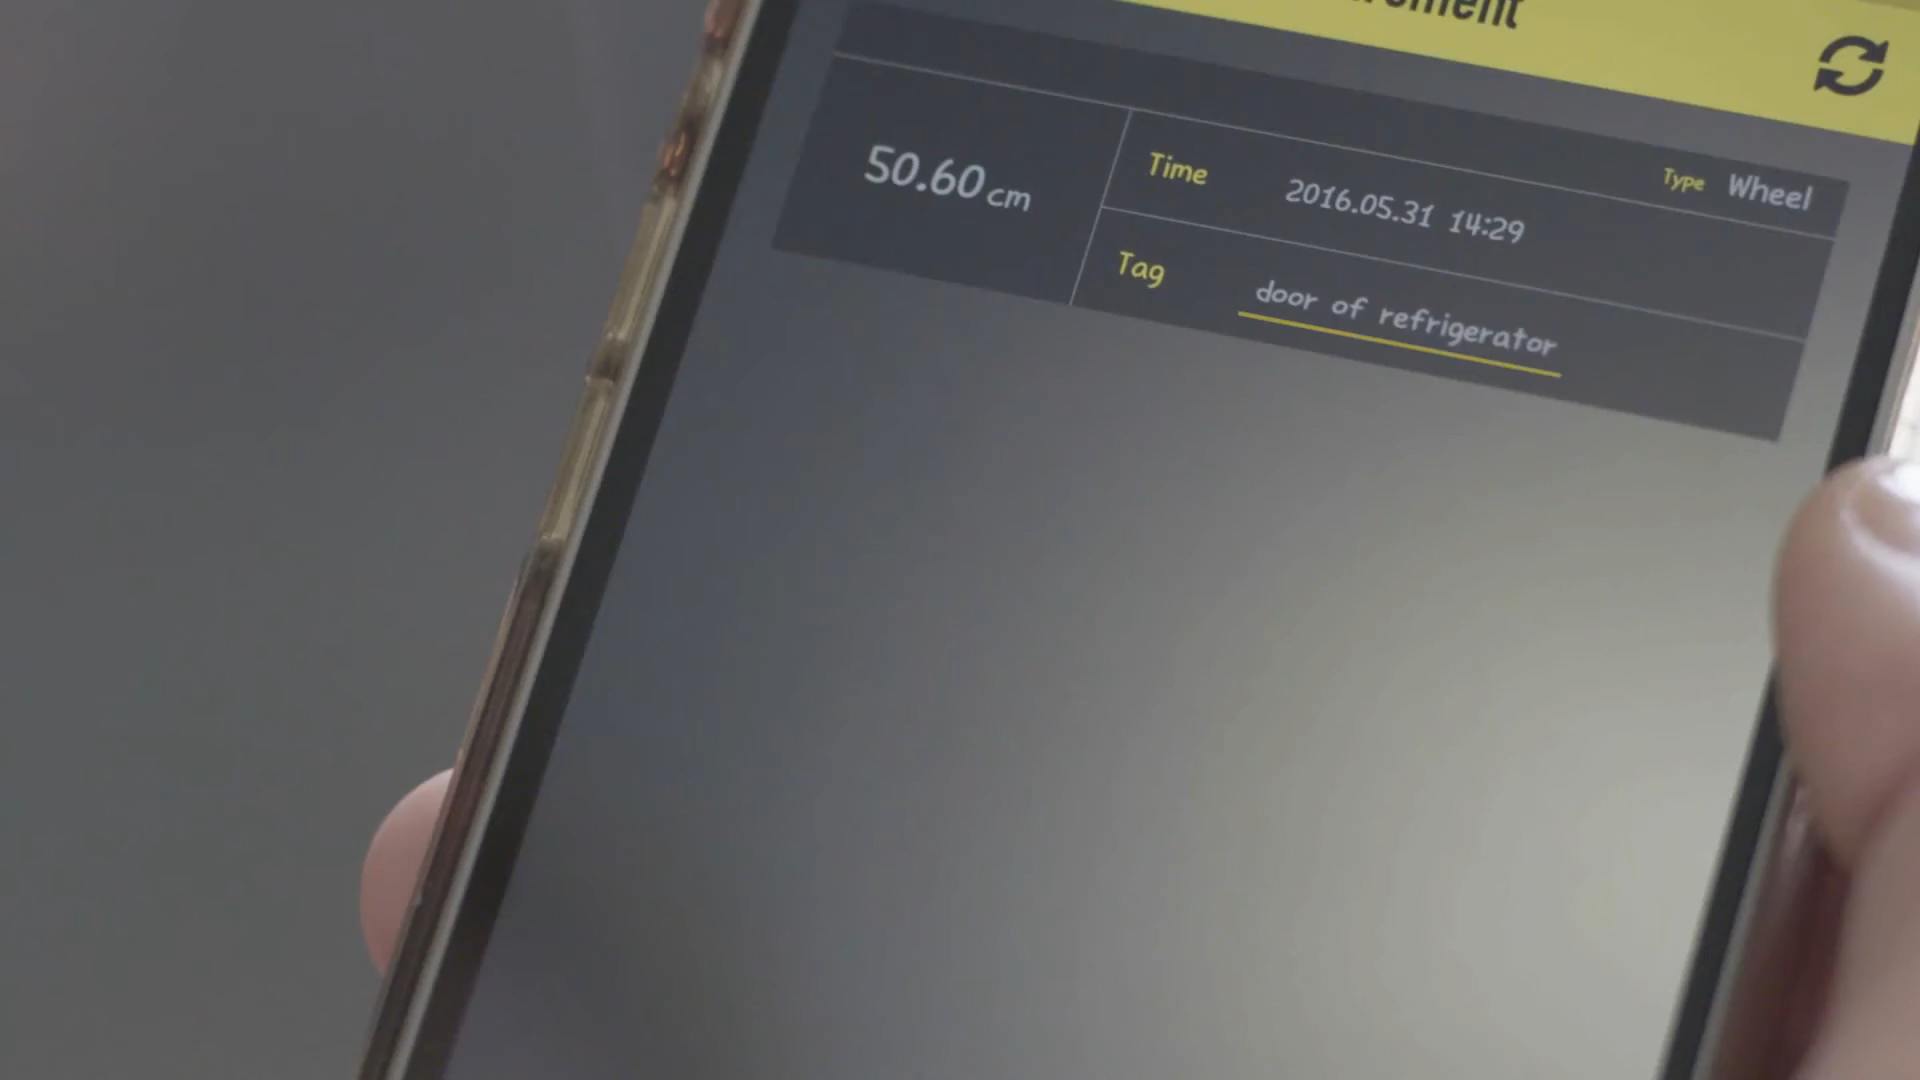 Type Wheel
50.60 cm
Time 2016.05.31 14:29
Tag door of refrigerator